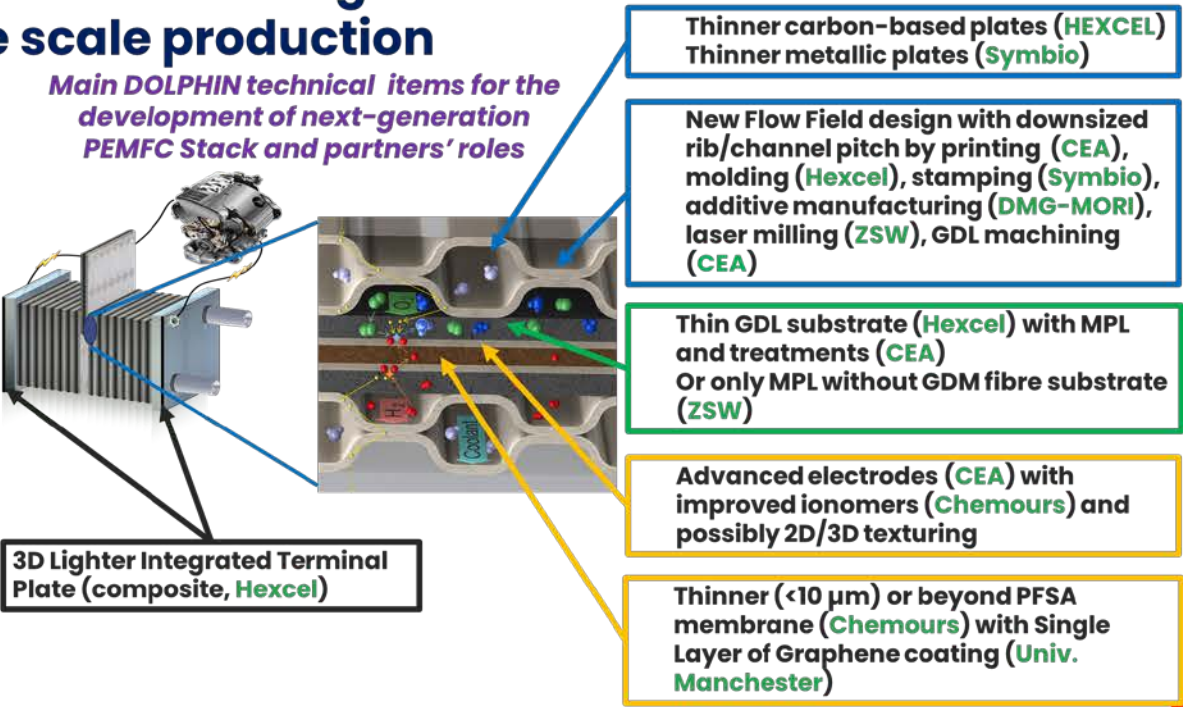 e scale production
Main DOLPHIN technical items for the
development of next-generation
PEMFC Stack and partners' roles
Thinner carbon-based plates (HEXCEL)
Thinner metallic plates (Symbio)
New Flow Field design with downsized
rib/channel pitch by printing (CEA),
molding (Hexcel), stamping (Symbio),
additive manufacturing (DMG-MORI),
laser milling (ZSW), GDL machining
(CEA)
Thin GDL substrate (Hexcel) with MPL
and treatments (CEA)
Or only MPL without GDM fibre substrate
(ZSW)
Advanced electrodes (CEA) with
improved ionomers (Chemours) and
possibly 2D/3D texturing
Thinner (<10 µm) or beyond PFSA
membrane (Chemours) with Single
Layer of Graphene coating (Univ.
Manchester)
H₂
Coolant
3D Lighter Integrated Terminal
Plate (composite, Hexcel)